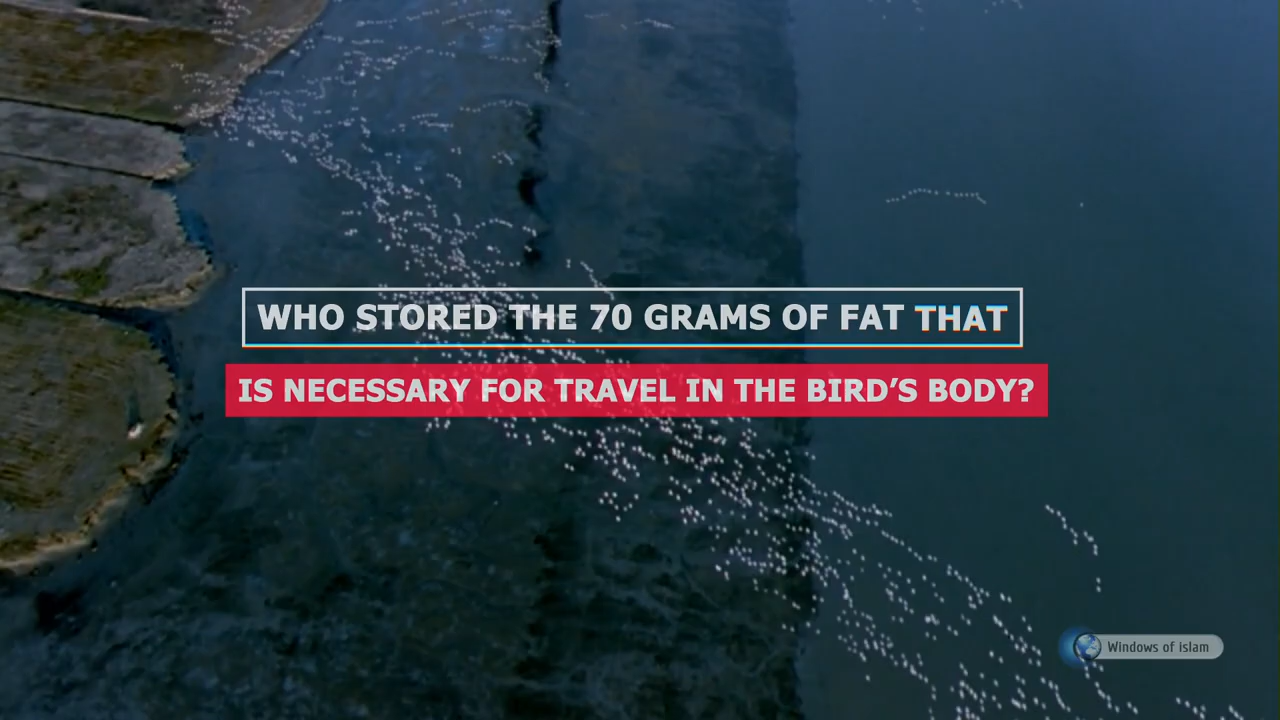 WHO STORED THE 70 GRAMS OF FAT THAT
IS NECESSARY FOR TRAVEL IN THE BIRD'S BODY?
Windows of islam